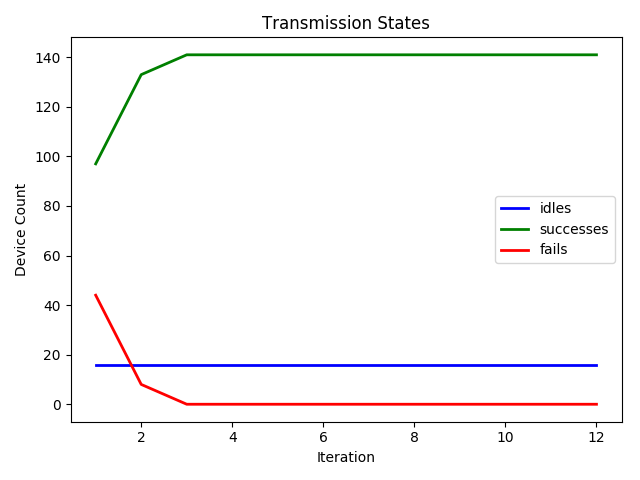 Transmission States
Device Count
140
120
100
80
60
40
20
0
idles
successes
fails
2 4 6 8 10 12
Iteration